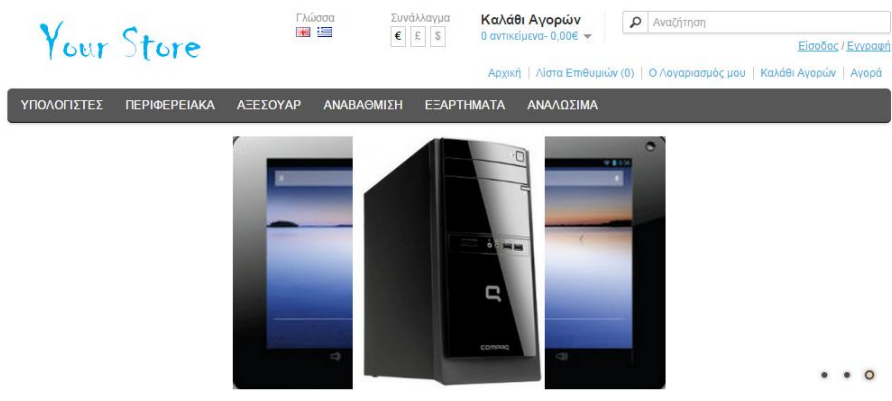 Your Store
Γλώσσα
Συνάλλαγμα
€ £ $
Καλάθι Αγορών
0 αντικείμενα- 0,00€
Αναζήτηση
Είσοδος / Εγγραφή
Αρχική | Λίστα Επιθυμιών (0) | Ο Λογαριασμός μου | Καλάθι Αγορών | Αγορά
ΥΠΟΛΟΓΙΣΤΕΣ ΠΕΡΙΦΕΡΕΙΑΚΑ ΑΞΕΣΟΥΑΡ ΑΝΑΒΑΘΜΙΣΗ ΕΞΑΡΤΗΜΑΤΑ ΑΝΑΛΩΣΙΜΑ
COMPAQ